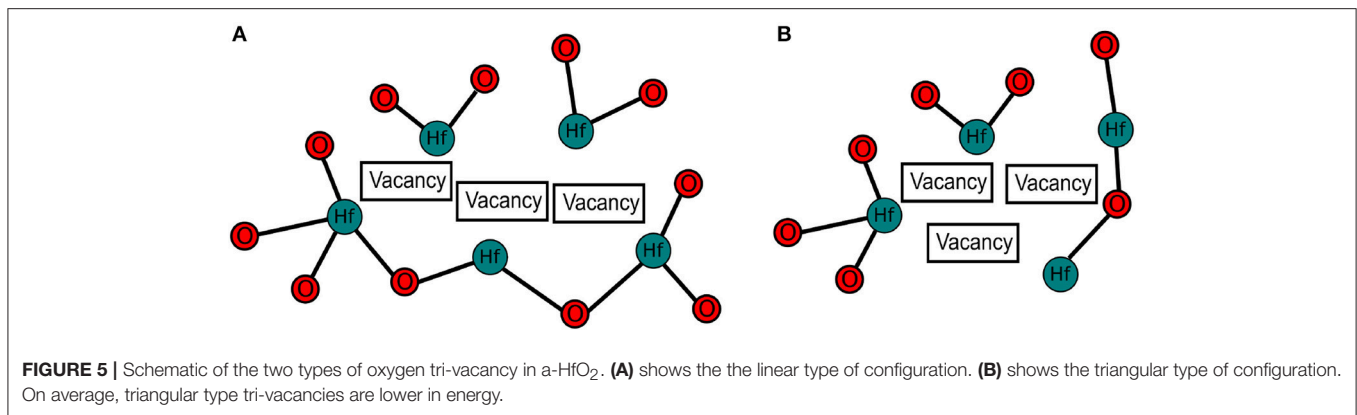 A
B
O
O
O
O
O
O
O
Hf
Hf
Hf
Hf
O
O
O
Vacancy
Vacancy
Vacancy
Vacancy
Vacancy
O
O
O
Hf
Hf
Hf
O
O
O
Vacancy
O
Hf
Hf
O
O
O
O
O
Hf
FIGURE 5 | Schematic of the two types of oxygen tri-vacancy in a-HfO₂. (A) shows the the linear type of configuration. (B) shows the triangular type of configuration.
On average, triangular type tri-vacancies are lower in energy.